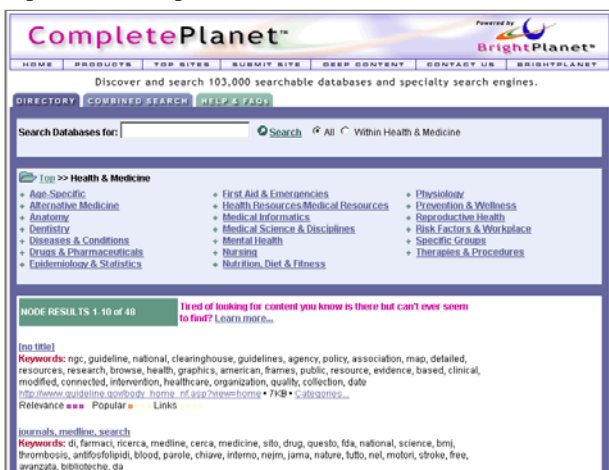 CompletePlanet™
Powered by
BrightPlanet®
HOME PRODUCTS TOP SITES SUBMIT SITE DEEP CONTENT CONTACT US BRIGHTPLANET
Discover and search 103,000 searchable databases and specialty search engines.
DIRECTORY COMBINED SEARCH HELP & FAQs
Search Databases for: Search All Within Health & Medicine
Top >> Health & Medicine
Age-Specific First Aid & Emergencies Physiology
Alternative Medicine Health Resources/Medical Resources Prevention & Wellness
Anatomy Medical Informatics Reproductive Health
Dentistry Medical Science & Disciplines Risk Factors & Workplace
Diseases & Conditions Mental Health Specific Groups
Drugs & Pharmaceuticals Nursing Therapies & Procedures
Epidemiology & Statistics Nutrition, Diet & Fitness
NODE RESULTS 1-10 of 48
Tired of looking for content you know is there but can't ever seem
to find? Learn more...
[no title]
Keywords: ngc, guideline, national, clearinghouse, guidelines, agency, policy, association, map, detailed,
resources, research, browse, health, graphics, american, frames, public, resource, evidence, based, clinical,
modified, connected, intervention, healthcare, organization, quality, collection, date
http://www.guideline.gov/body_home_nf.asp?view=home • 7KB • Categories...
Relevance Popular Links
journals, medline, search
Keywords: di, farmaci, ricerca, medline, cerca, medicine, sito, drug, questo, fda, national, science, bmj,
thrombosis, antifosfolipidi, blood, parole, chiave, interno, nejm, jama, nature, tutto, nel, motori, stroke, free,
avanzata, biblioteche, da